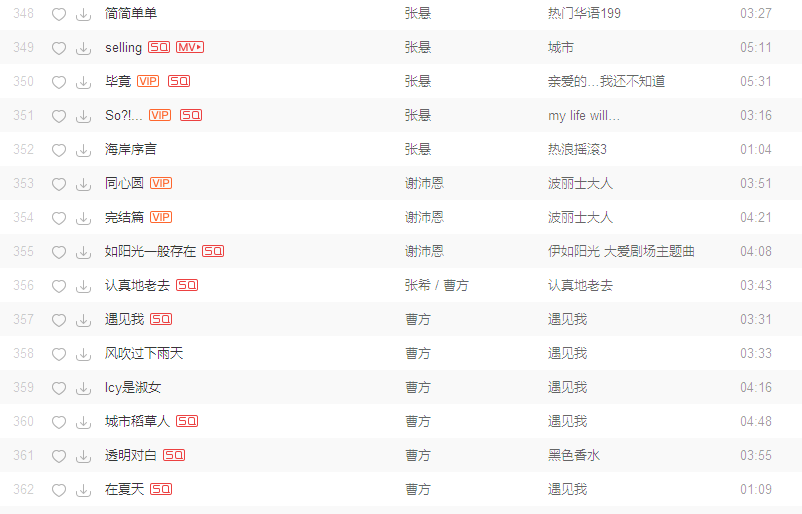 348 简简单单 张悬 热门华语199 03:27
349 selling SQ MV 张悬 城市 05:11
350 毕竟 VIP SQ 张悬 亲爱的...我还不知道 05:31
351 So?!... VIP SQ 张悬 my life will... 03:16
352 海岸序言 张悬 热浪摇滚3 01:04
353 同心圆 VIP 谢沛恩 波丽士大人 03:51
354 完结篇 VIP 谢沛恩 波丽士大人 04:21
355 如阳光一般存在 SQ 谢沛恩 伊如阳光 大爱剧场主题曲 04:08
356 认真地老去 SQ 张希 / 曹方 认真地老去 03:43
357 遇见我 SQ 曹方 遇见我 03:31
358 风吹过下雨天 曹方 遇见我 03:33
359 Icy是淑女 曹方 遇见我 04:16
360 城市稻草人 SQ 曹方 遇见我 04:48
361 透明对白 SQ 曹方 黑色香水 03:55
362 在夏天 SQ 曹方 遇见我 01:09